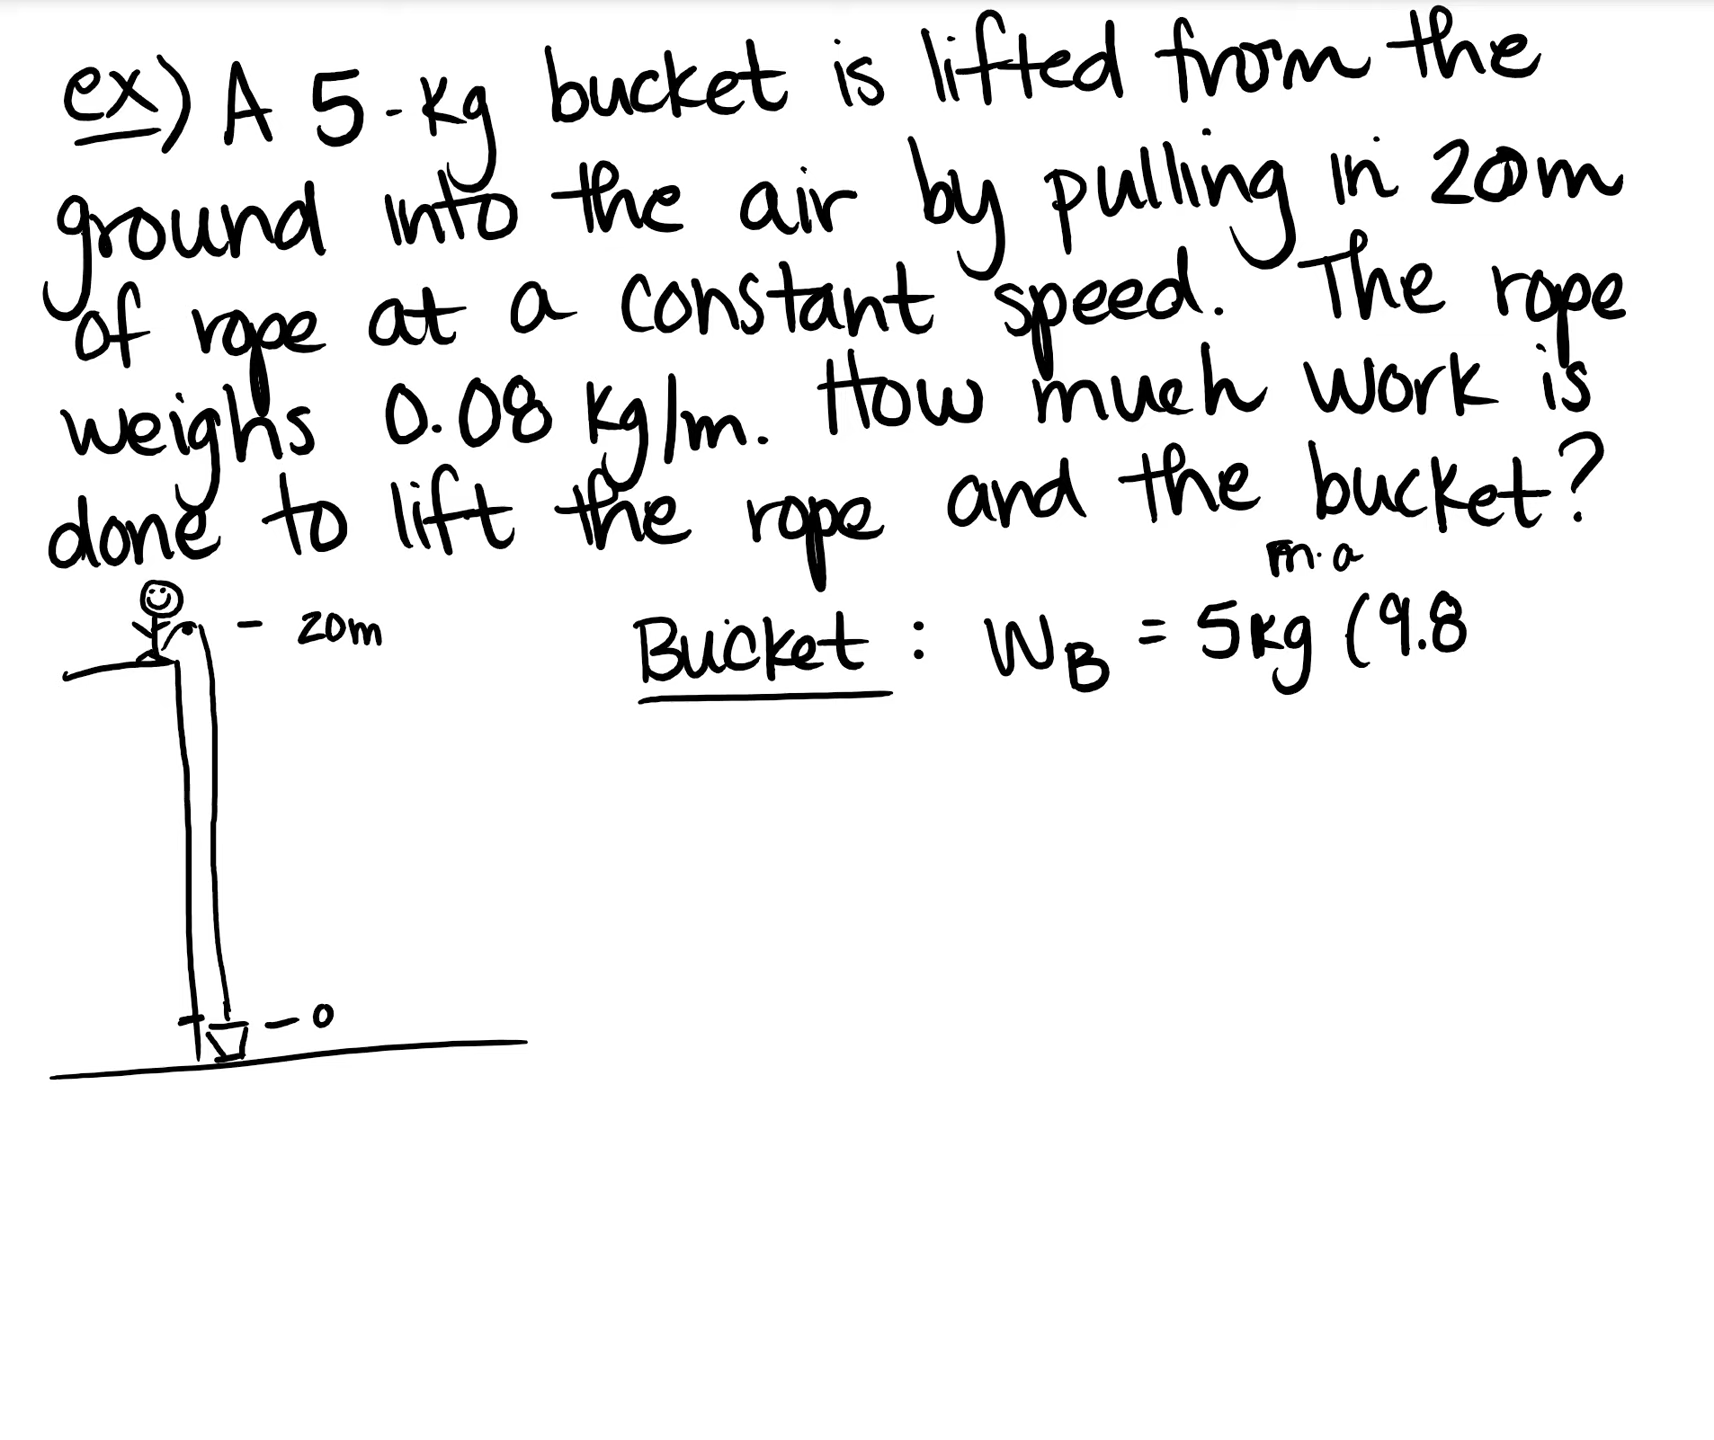 ex) A 5-kg bucket is lifted from the
ground into the air by pulling in 20m
of rope at a constant speed. The rope
weighs 0.08 kg/m. How much work is
done to lift the rope and the bucket?
m·a
- 20m
Bucket : W_B = 5kg (9.8
- 0